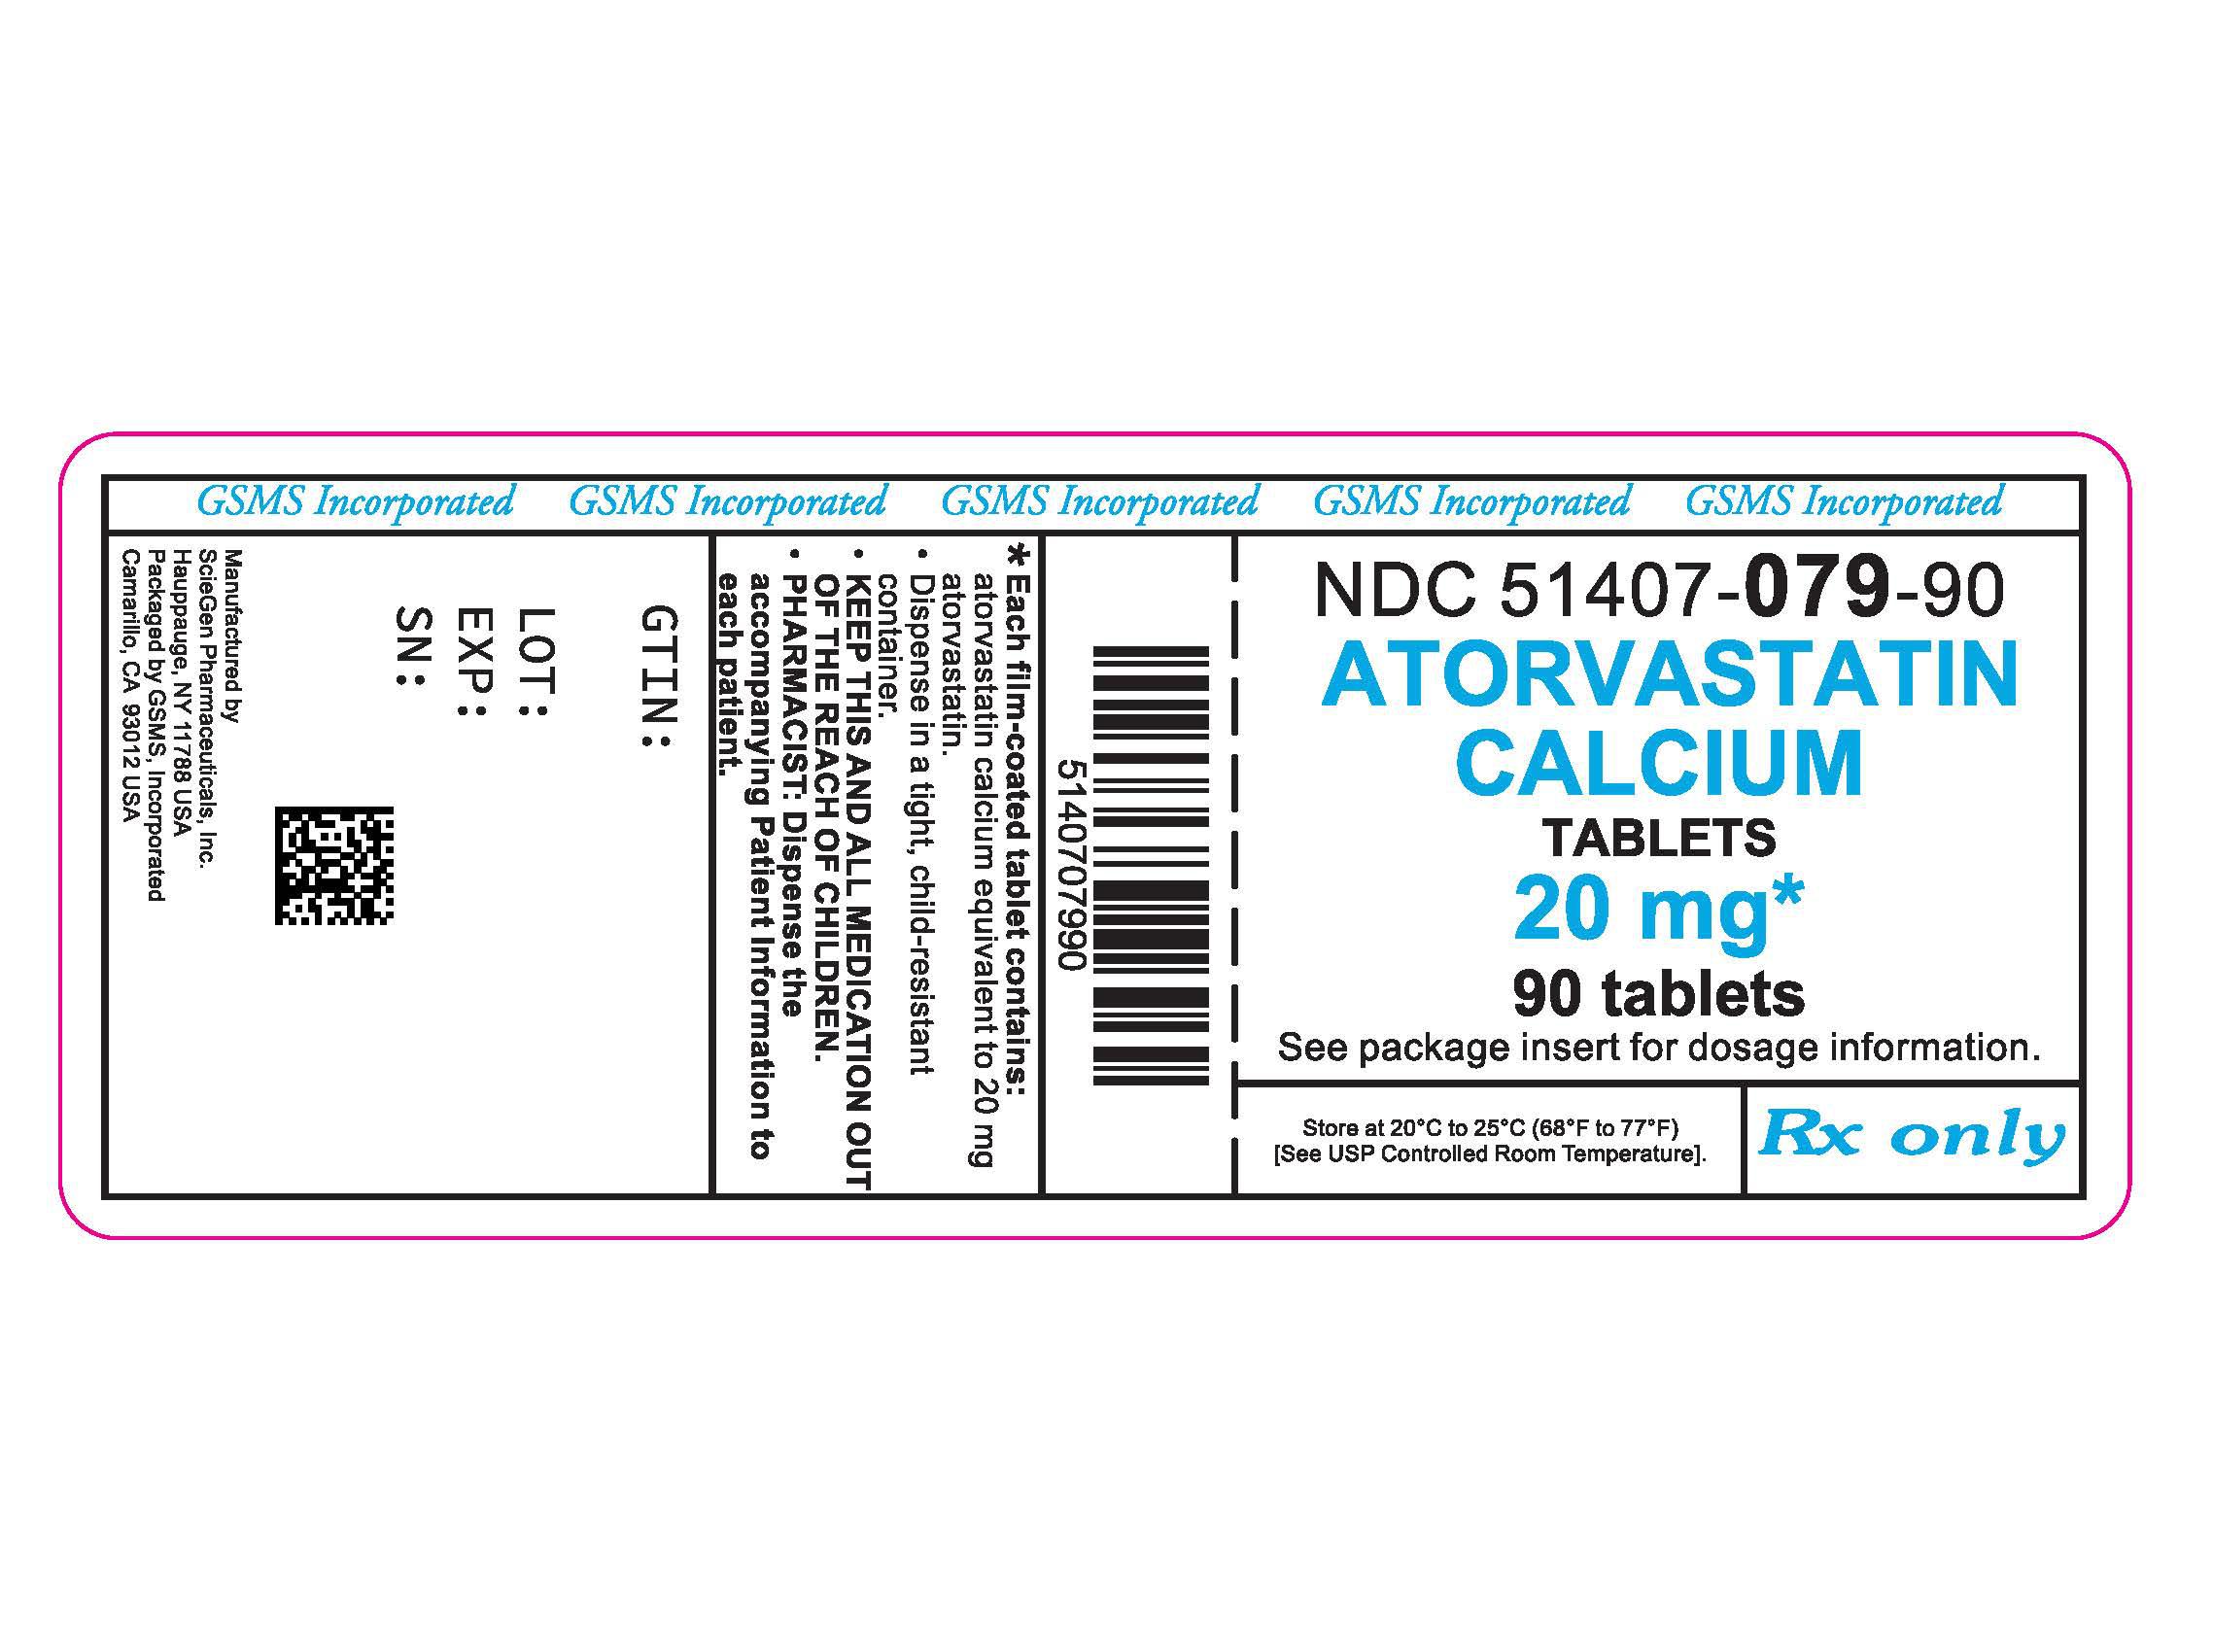 GSMS Incorporated GSMS Incorporated GSMS Incorporated GSMS Incorporated GSMS Incorporated
NDC 51407-079-90
ATORVASTATIN
CALCIUM
TABLETS
20 mg*
90 tablets
See package insert for dosage information.
Store at 20°C to 25°C (68°F to 77°F)
[See USP Controlled Room Temperature].
Rx only
5140707990
* Each film-coated tablet contains:
atorvastatin calcium equivalent to 20 mg
atorvastatin.
• Dispense in a tight, child-resistant
container.
• KEEP THIS AND ALL MEDICATION OUT
OF THE REACH OF CHILDREN.
• PHARMACIST: Dispense the
accompanying Patient Information to
each patient.
GTIN:
LOT:
EXP:
SN:
Manufactured by
ScieGen Pharmaceuticals, Inc.
Hauppauge, NY 11788 USA
Packaged by GSMS, Incorporated
Camarillo, CA 93012 USA